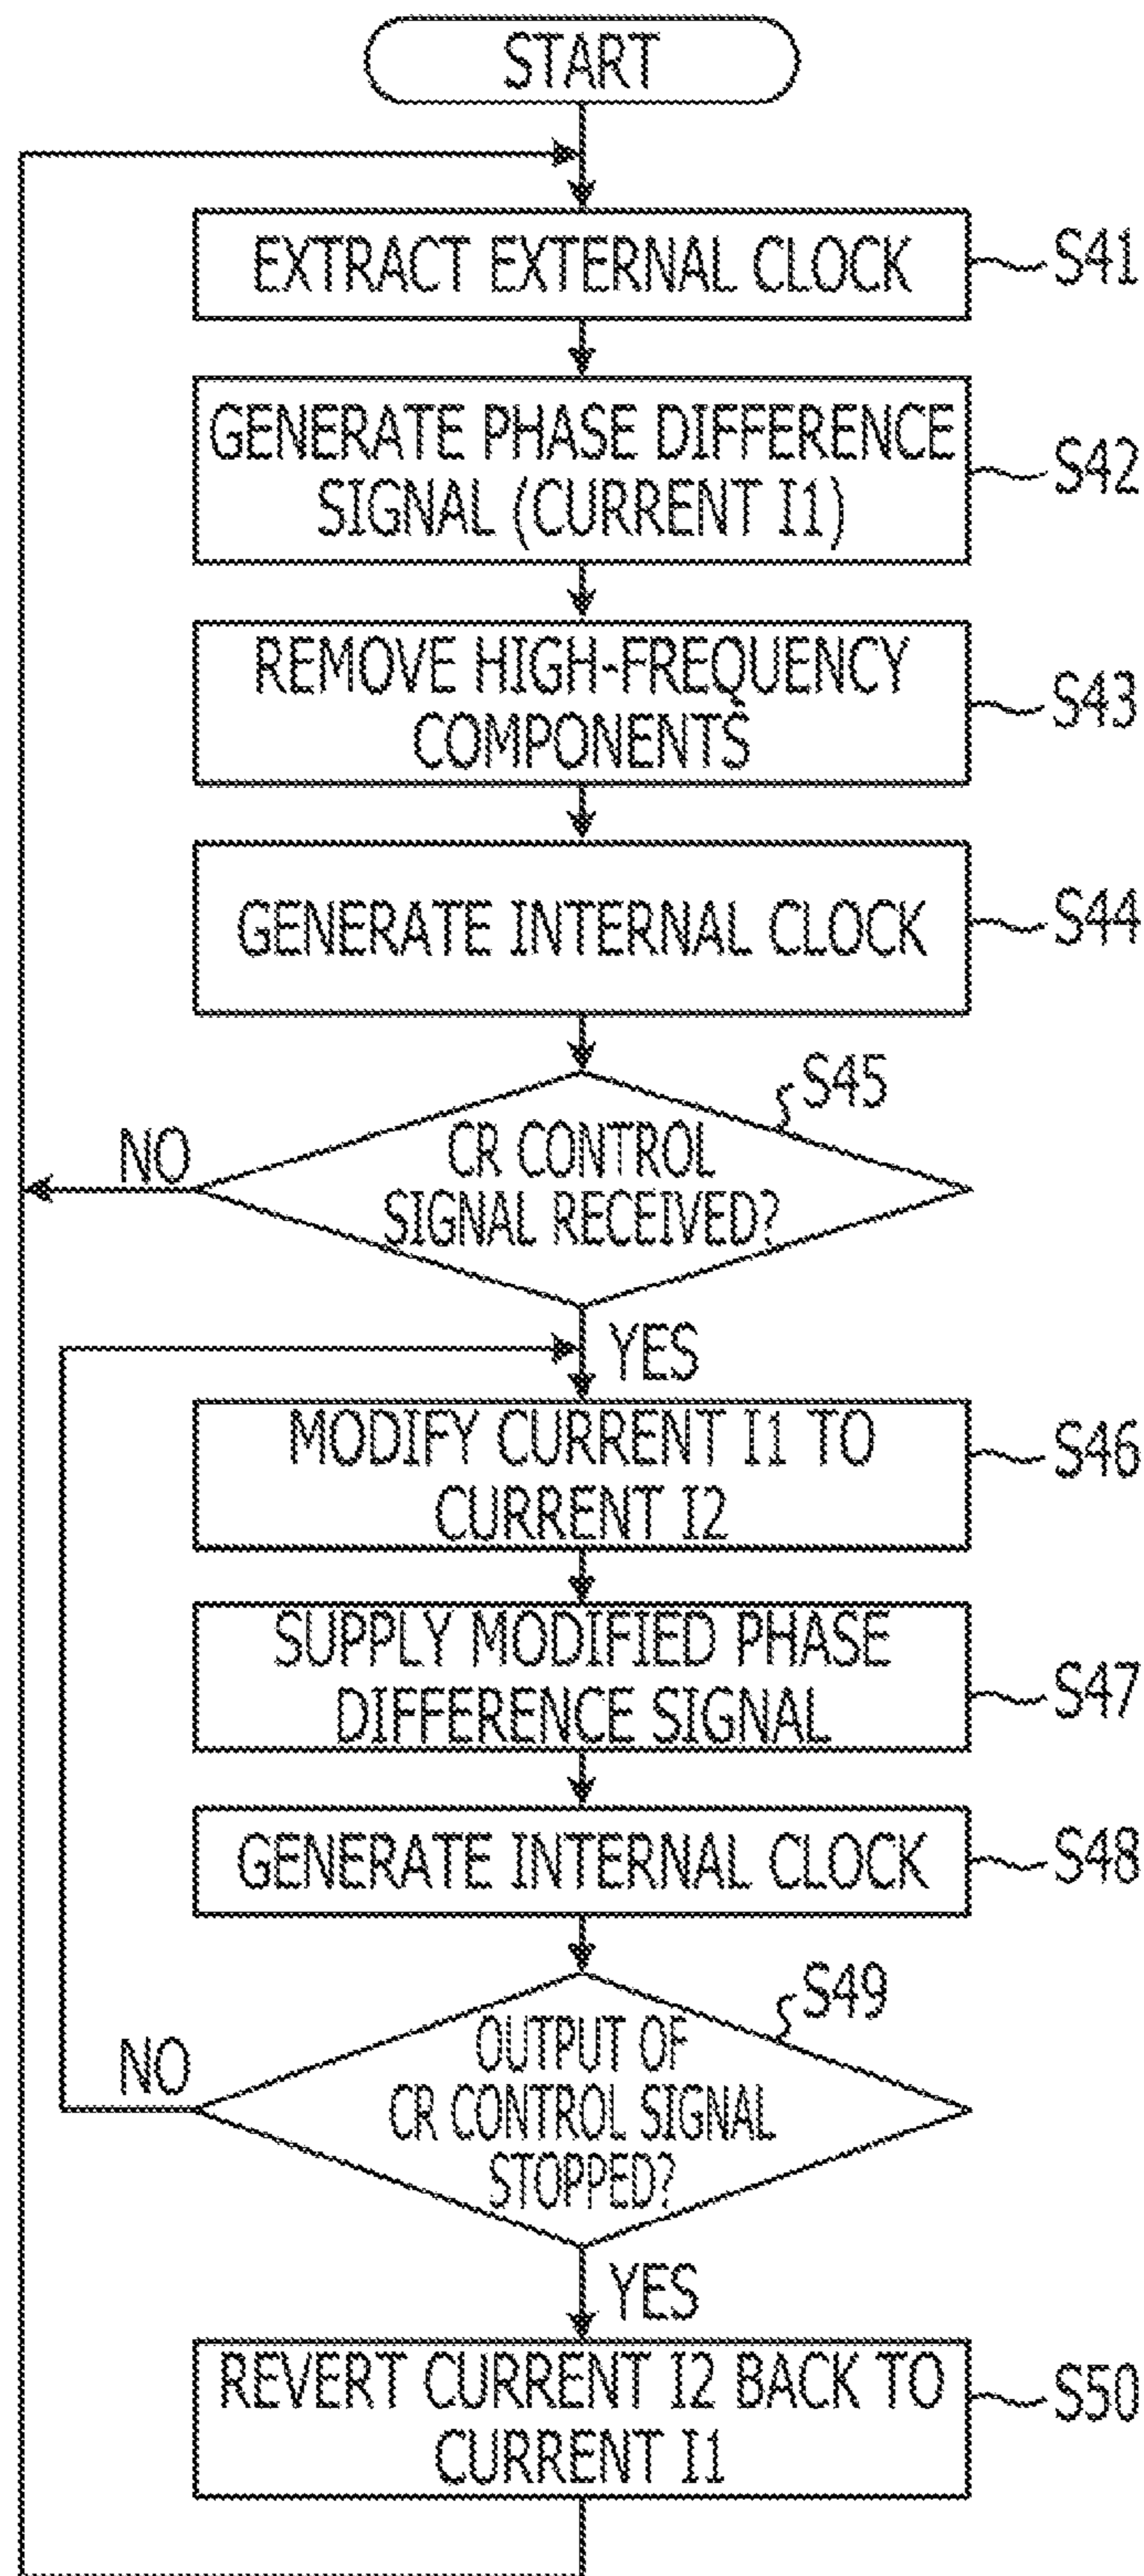 START
EXTRACT EXTERNAL CLOCK
S41
GENERATE PHASE DIFFERENCE
SIGNAL (CURRENT I1)
S42
REMOVE HIGH-FREQUENCY
COMPONENTS
S43
GENERATE INTERNAL CLOCK
S44
S45
NO
CR CONTROL
SIGNAL RECEIVED?
YES
MODIFY CURRENT I1 TO
CURRENT I2
S46
SUPPLY MODIFIED PHASE
DIFFERENCE SIGNAL
S47
GENERATE INTERNAL CLOCK
S48
S49
NO
OUTPUT OF
CR CONTROL SIGNAL
STOPPED?
YES
REVERT CURRENT I2 BACK TO
CURRENT I1
S50